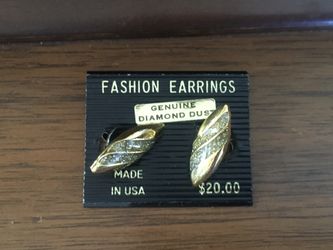 FASHION EARRINGS
GENUINE
DIAMOND DUST
MADE
IN USA
$20.00